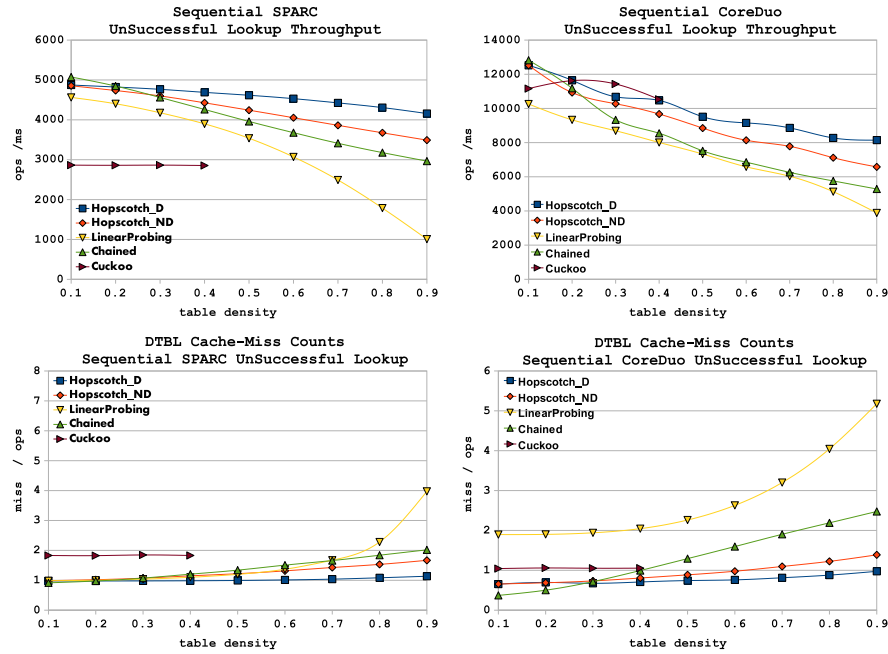 Sequential SPARC
UnSuccessful Lookup Throughput
6000
5000
4000
3000
2000
1000
0
ops /ms
Hopscotch_D
Hopscotch_ND
LinearProbing
Chained
Cuckoo
0.1 0.2 0.3 0.4 0.5 0.6 0.7 0.8 0.9
table density
Sequential CoreDuo
UnSuccessful Lookup Throughput
14000
12000
10000
8000
6000
4000
2000
0
ops /ms
Hopscotch_D
Hopscotch_ND
LinearProbing
Chained
Cuckoo
0.1 0.2 0.3 0.4 0.5 0.6 0.7 0.8 0.9
table density
DTBL Cache-Miss Counts
Sequential SPARC UnSuccessful Lookup
8
7
6
5
4
3
2
1
0
miss / ops
Hopscotch_D
Hopscotch_ND
LinearProbing
Chained
Cuckoo
0.1 0.2 0.3 0.4 0.5 0.6 0.7 0.8 0.9
table density
DTBL Cache-Miss Counts
Sequential CoreDuo UnSuccessful Lookup
6
5
4
3
2
1
0
miss / ops
Hopscotch_D
Hopscotch_ND
LinearProbing
Chained
Cuckoo
0.1 0.2 0.3 0.4 0.5 0.6 0.7 0.8 0.9
table density